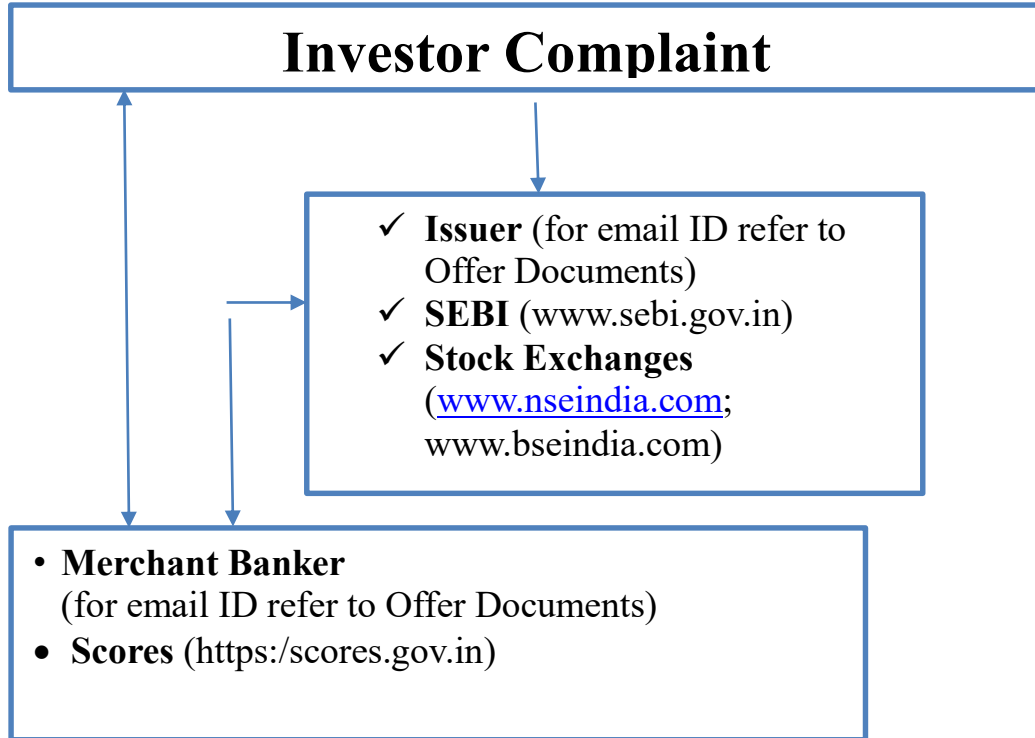 Investor Complaint
✓ Issuer (for email ID refer to
Offer Documents)
✓ SEBI (www.sebi.gov.in)
✓ Stock Exchanges
(www.nseindia.com;
www.bseindia.com)
• Merchant Banker
(for email ID refer to Offer Documents)
• Scores (https:/scores.gov.in)